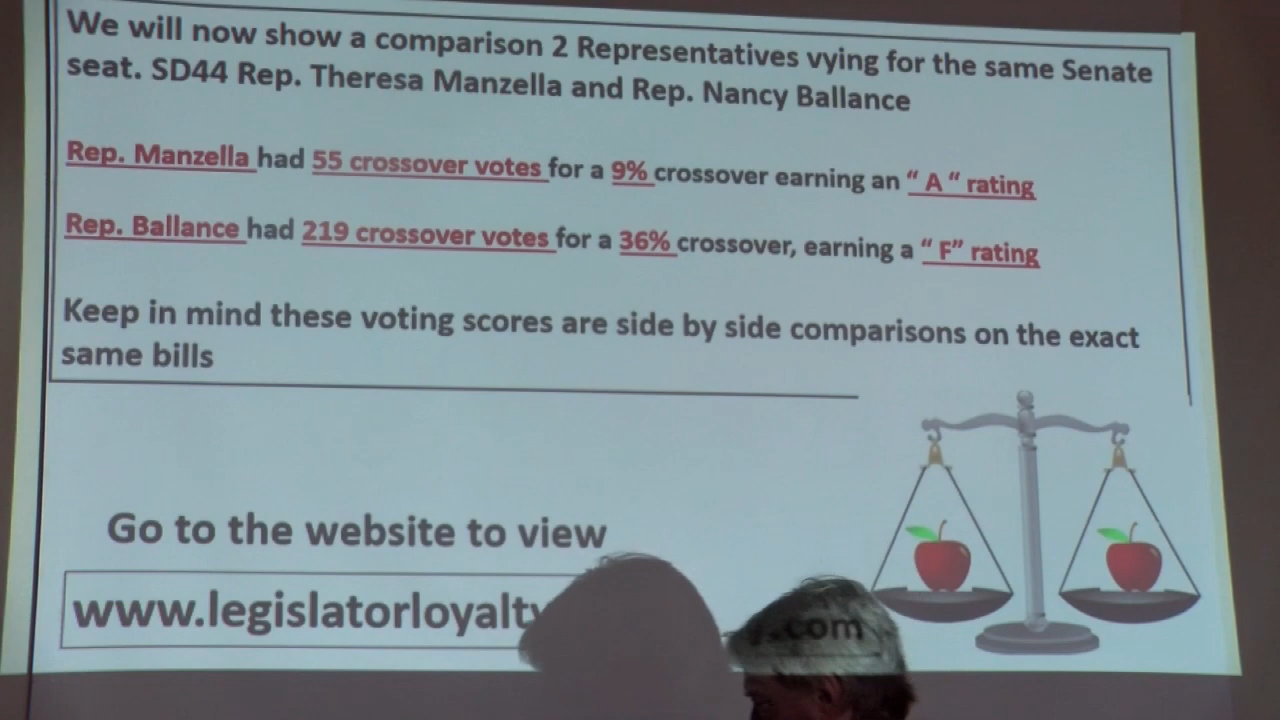 We will now show a comparison 2 Representatives vying for the same Senate
seat. SD44 Rep. Theresa Manzella and Rep. Nancy Ballance
Rep. Manzella had 55 crossover votes for a 9% crossover earning an “ A “ rating
Rep. Ballance had 219 crossover votes for a 36% crossover, earning a “ F” rating
Keep in mind these voting scores are side by side comparisons on the exact
same bills
Go to the website to view
www.legislatorloyalty .com